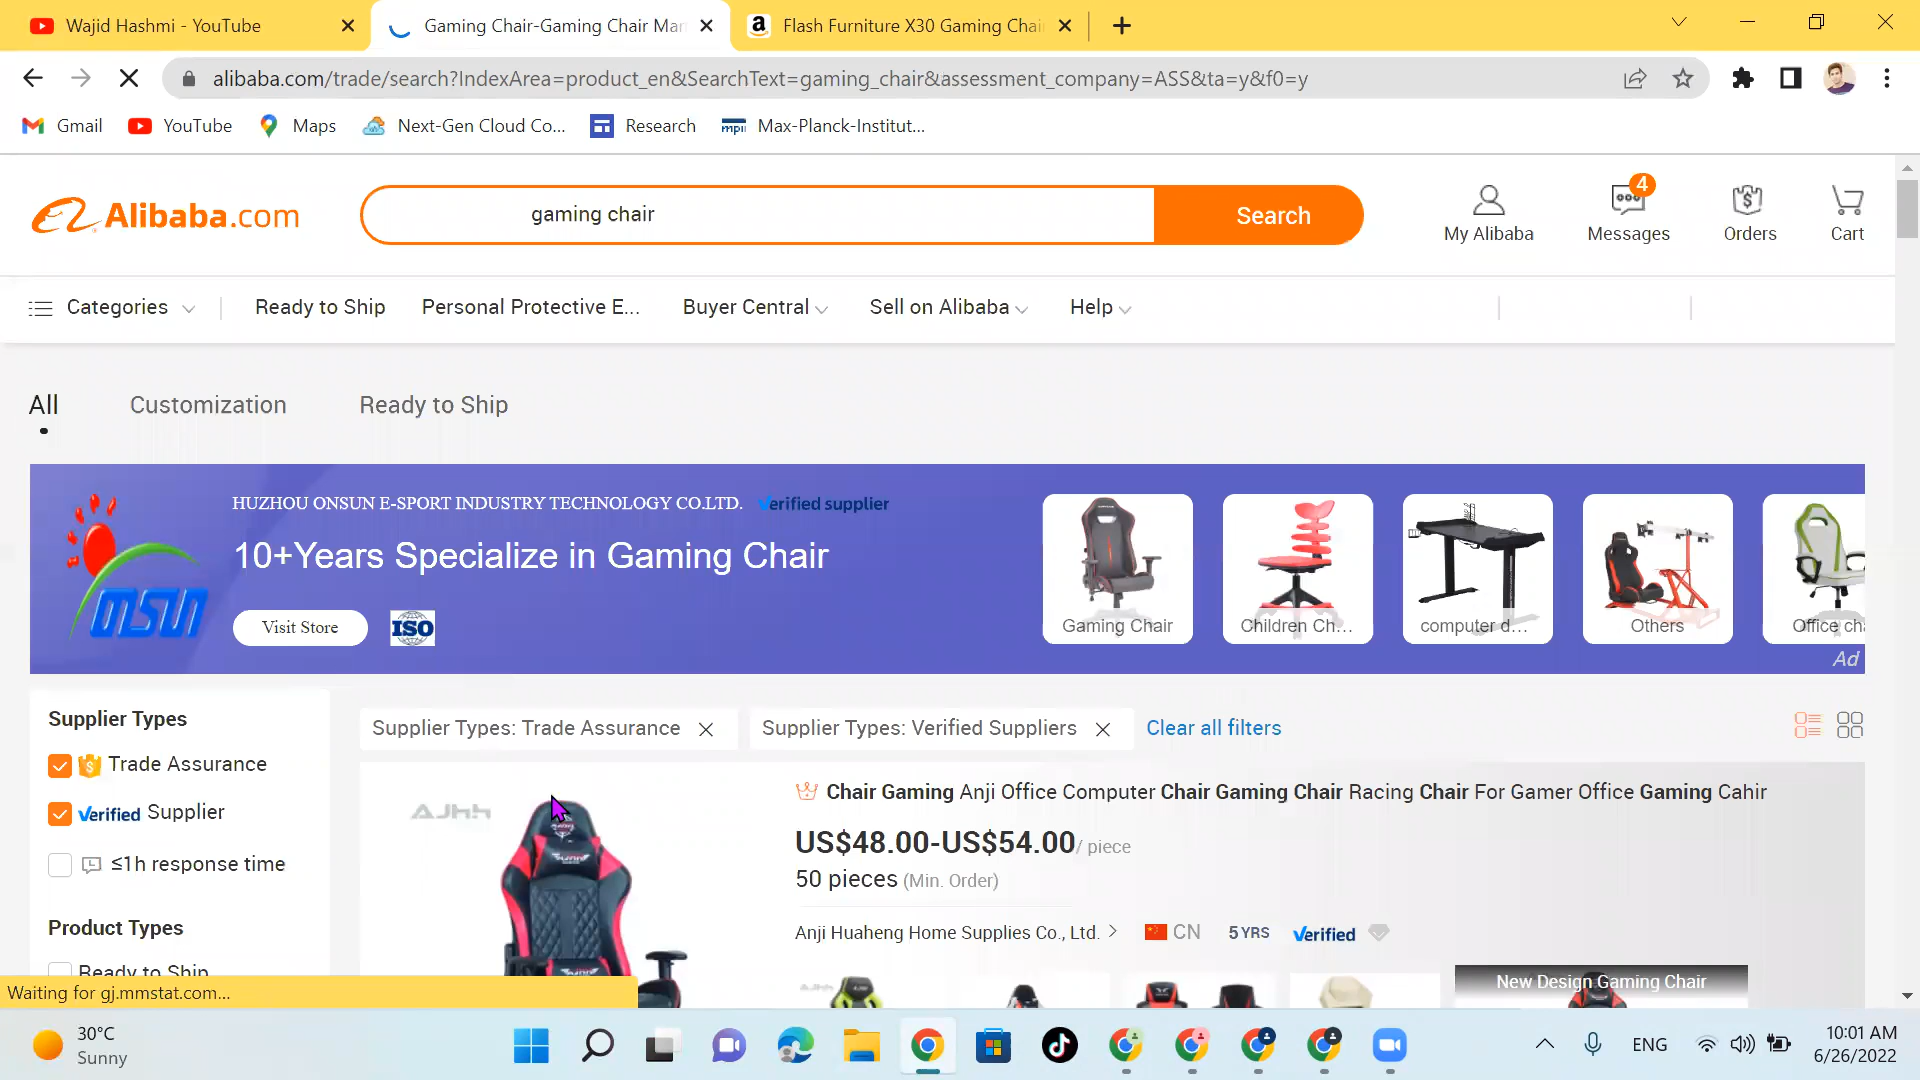 Wajid Hashmi - YouTube
Gaming Chair-Gaming Chair Man
Flash Furniture X30 Gaming Chai
alibaba.com/trade/search?IndexArea=product_en&SearchText=gaming_chair&assessment_company=ASS&ta=y&f0=y
Gmail YouTube Maps Next-Gen Cloud Co... Research Max-Planck-Institut...
Alibaba.com
gaming chair
Search
My Alibaba
4
Messages
Orders
Cart
Categories Ready to Ship Personal Protective E... Buyer Central Sell on Alibaba Help
All Customization Ready to Ship
HUZHOU ONSUN E-SPORT INDUSTRY TECHNOLOGY CO.LTD. Verified supplier
10+Years Specialize in Gaming Chair
Visit Store
ISO
Gaming Chair
Children Ch...
computer d...
Others
Office cha
Ad
Supplier Types
Trade Assurance
Verified Supplier
≤1h response time
Product Types
Ready to Ship
Supplier Types: Trade Assurance
Supplier Types: Verified Suppliers
Clear all filters
Chair Gaming Anji Office Computer Chair Gaming Chair Racing Chair For Gamer Office Gaming Cahir
US$48.00-US$54.00/ piece
50 pieces (Min. Order)
Anji Huaheng Home Supplies Co., Ltd. > CN 5 YRS Verified
New Design Gaming Chair
Waiting for gj.mmstat.com...
30°C
Sunny
ENG
10:01 AM
6/26/2022